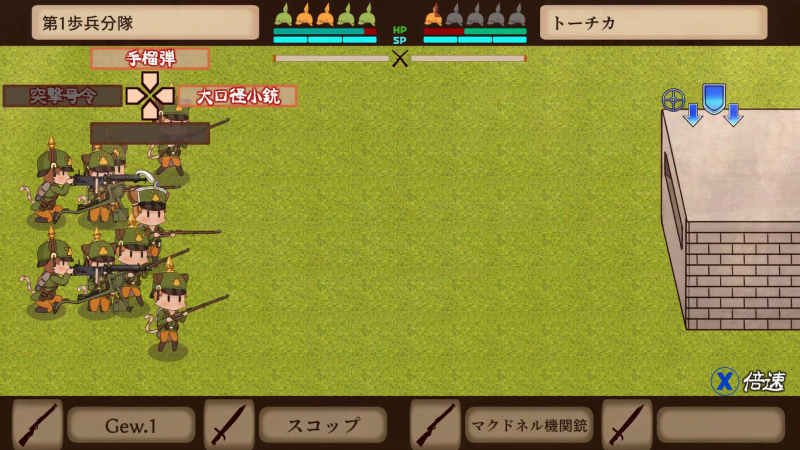 第1歩兵分隊
HP
SP
トーチカ
手榴弾
突撃号令
大口径小銃
X 倍速
Gew.1
スコップ
マクドネル機関銃